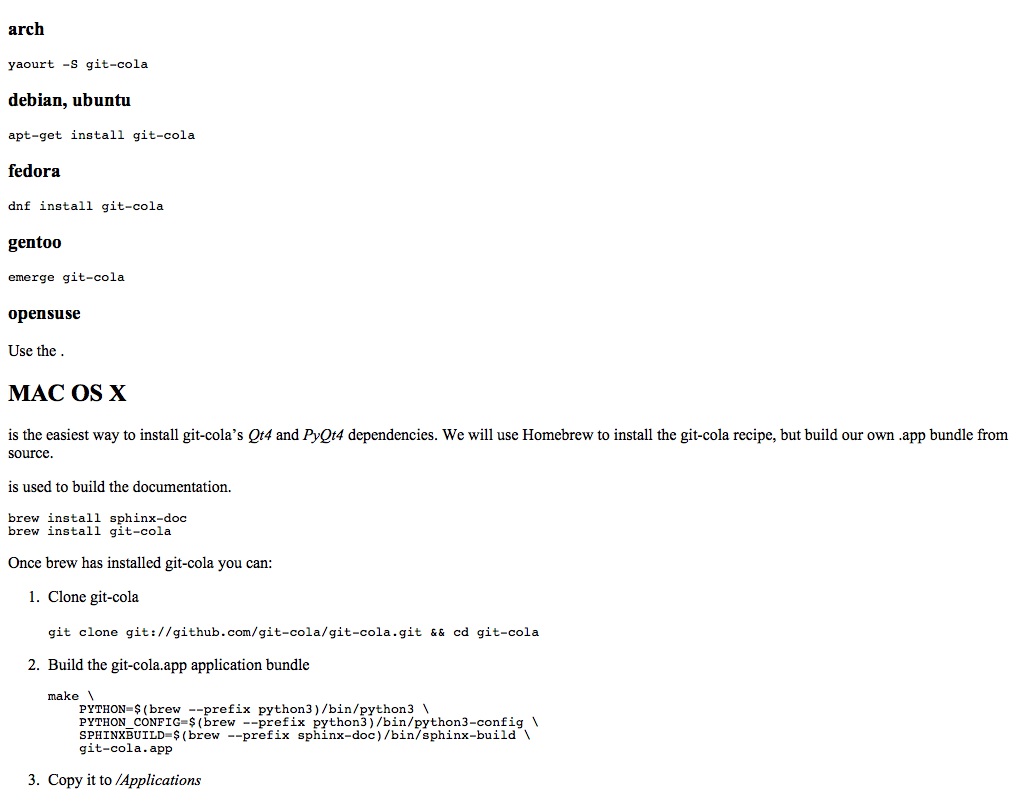 arch
yaourt -S git-cola
debian, ubuntu
apt-get install git-cola
fedora
dnf install git-cola
gentoo
emerge git-cola
opensuse
Use the .
MAC OS X
is the easiest way to install git-cola’s Qt4 and PyQt4 dependencies. We will use Homebrew to install the git-cola recipe, but build our own .app bundle from
source.
is used to build the documentation.
brew install sphinx-doc
brew install git-cola
Once brew has installed git-cola you can:
1. Clone git-cola
git clone git://github.com/git-cola/git-cola.git && cd git-cola
2. Build the git-cola.app application bundle
make \
    PYTHON=$(brew --prefix python3)/bin/python3 \
    PYTHON_CONFIG=$(brew --prefix python3)/bin/python3-config \
    SPHINXBUILD=$(brew --prefix sphinx-doc)/bin/sphinx-build \
    git-cola.app
3. Copy it to /Applications